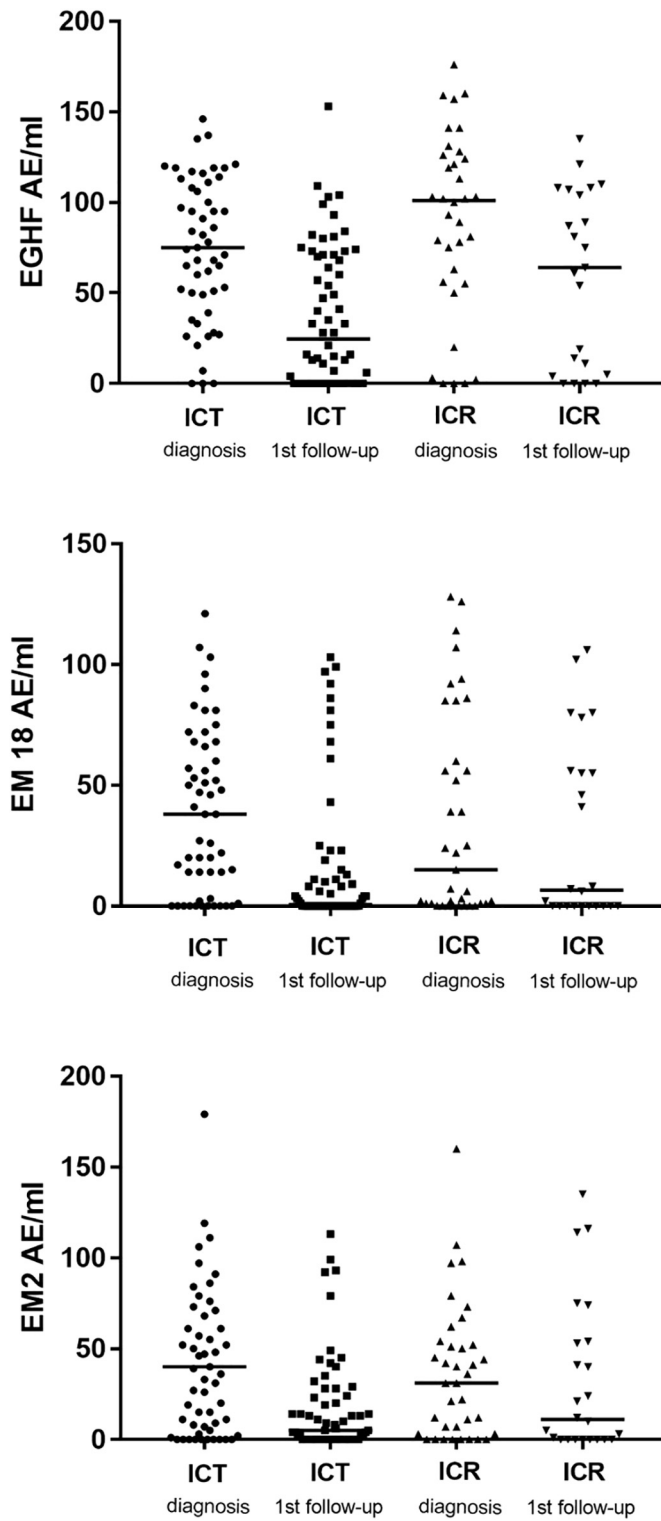 EGHF AE/ml
200
150
100
50
0
ICT ICT ICR ICR
diagnosis 1st follow-up diagnosis 1st follow-up
EM 18 AE/ml
150
100
50
0
ICT ICT ICR ICR
diagnosis 1st follow-up diagnosis 1st follow-up
EM2 AE/ml
200
150
100
50
0
ICT ICT ICR ICR
diagnosis 1st follow-up diagnosis 1st follow-up